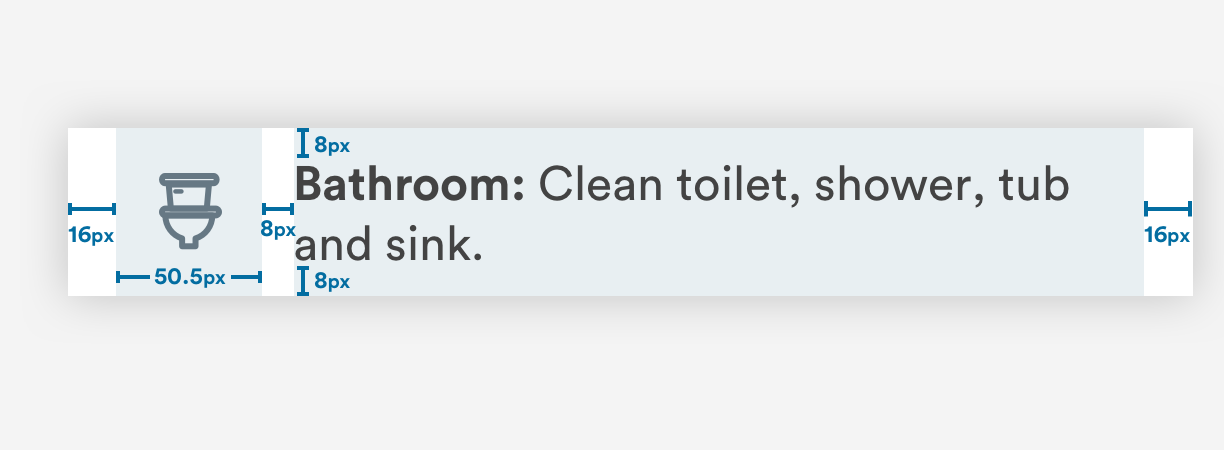 8px
Bathroom: Clean toilet, shower, tub
16px
8px
16px
and sink.
50.5px
8px